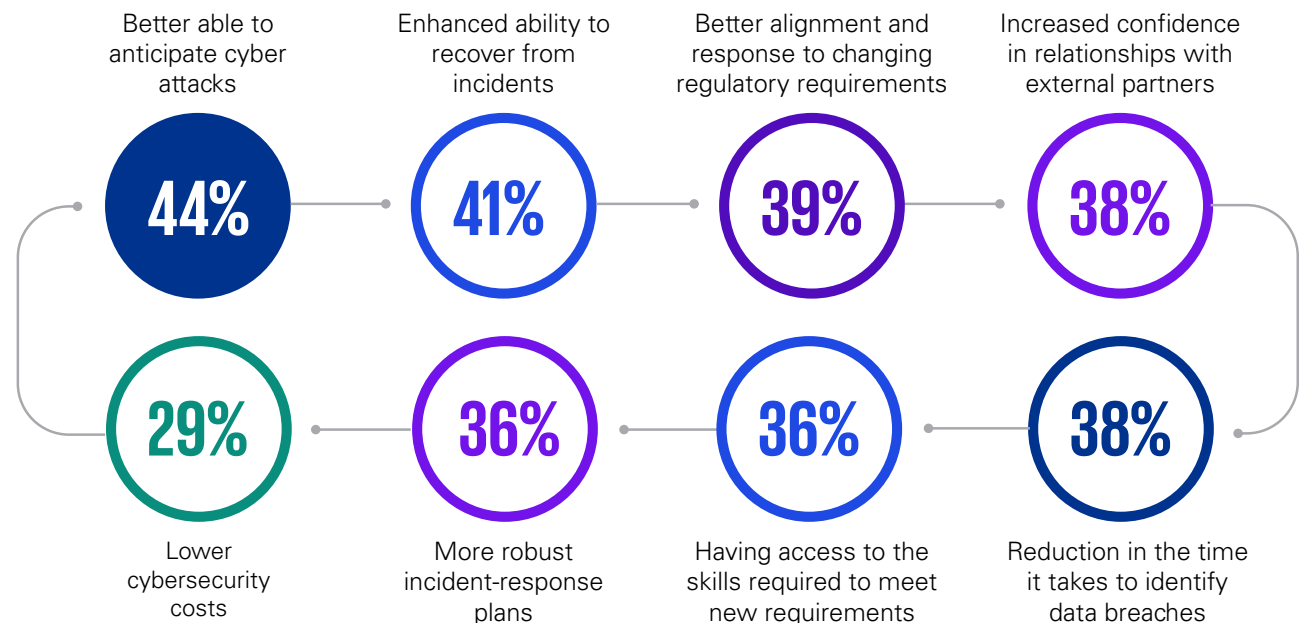 Better able to
anticipate cyber
attacks
44%
Enhanced ability to
recover from
incidents
41%
Better alignment and
response to changing
regulatory requirements
39%
Increased confidence
in relationships with
external partners
38%
38%
Reduction in the time
it takes to identify
data breaches
36%
Having access to the
skills required to meet
new requirements
36%
More robust
incident-response
plans
29%
Lower
cybersecurity
costs